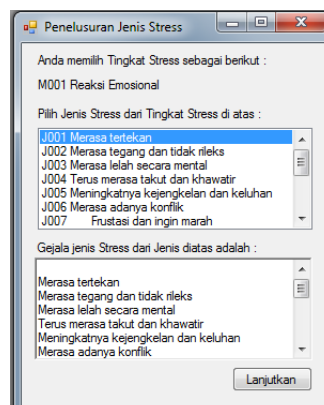 Penelusuran Jenis Stress
Anda memilih Tingkat Stress sebagai berikut :
M001 Reaksi Emosional
Pilih Jenis Stress dari Tingkat Stress di atas :
J001 Merasa tertekan
J002 Merasa tegang dan tidak rileks
J003 Merasa lelah secara mental
J004 Terus merasa takut dan khawatir
J005 Meningkatnya kejengkelan dan keluhan
J006 Merasa adanya konflik
J007 Frustasi dan ingin marah
Gejala jenis Stress dari Jenis diatas adalah :
Merasa tertekan
Merasa tegang dan tidak rileks
Merasa lelah secara mental
Terus merasa takut dan khawatir
Meningkatnya kejengkelan dan keluhan
Merasa adanya konflik
Lanjutkan